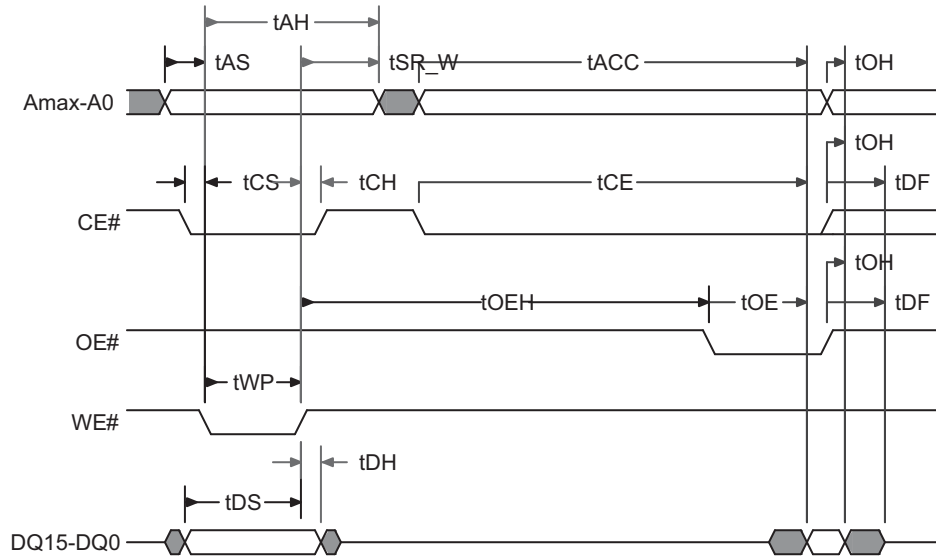 tAH
tAS
tSR_W
tACC
tOH
Amax-A0
tOH
tCS
tCH
tCE
tDF
CE#
tOH
tOEH
tOE
tDF
OE#
tWP
WE#
tDH
tDS
DQ15-DQ0